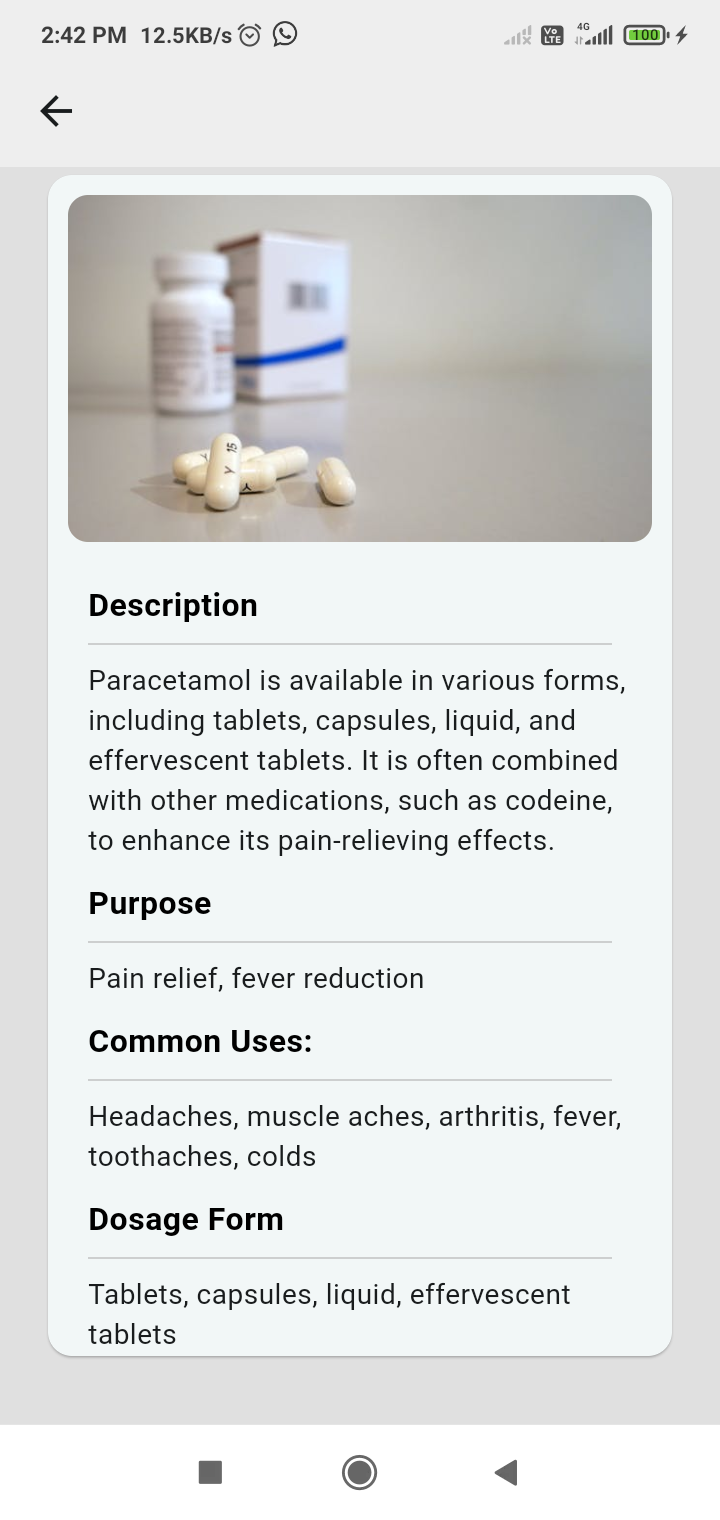 2:42 PM 12.5KB/s
Vo LTE 4G 100
Y 15
Y
Description
Paracetamol is available in various forms,
including tablets, capsules, liquid, and
effervescent tablets. It is often combined
with other medications, such as codeine,
to enhance its pain-relieving effects.
Purpose
Pain relief, fever reduction
Common Uses:
Headaches, muscle aches, arthritis, fever,
toothaches, colds
Dosage Form
Tablets, capsules, liquid, effervescent
tablets